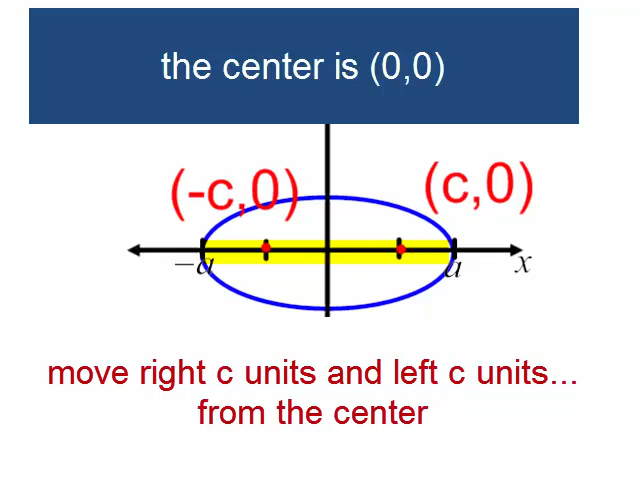 the center is (0,0)
(-c,0)
(c,0)
−a
a
x
move right c units and left c units...
from the center